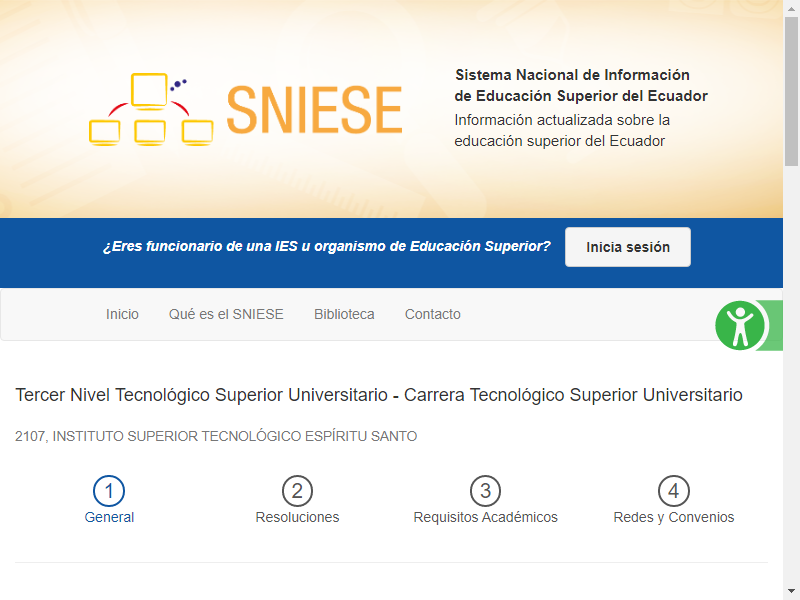 SNIESE
Sistema Nacional de Información
de Educación Superior del Ecuador
Información actualizada sobre la
educación superior del Ecuador
¿Eres funcionario de una IES u organismo de Educación Superior?
Inicia sesión
Inicio
Qué es el SNIESE
Biblioteca
Contacto
Tercer Nivel Tecnológico Superior Universitario - Carrera Tecnológico Superior Universitario
2107, INSTITUTO SUPERIOR TECNOLÓGICO ESPÍRITU SANTO
1
General
2
Resoluciones
3
Requisitos Académicos
4
Redes y Convenios